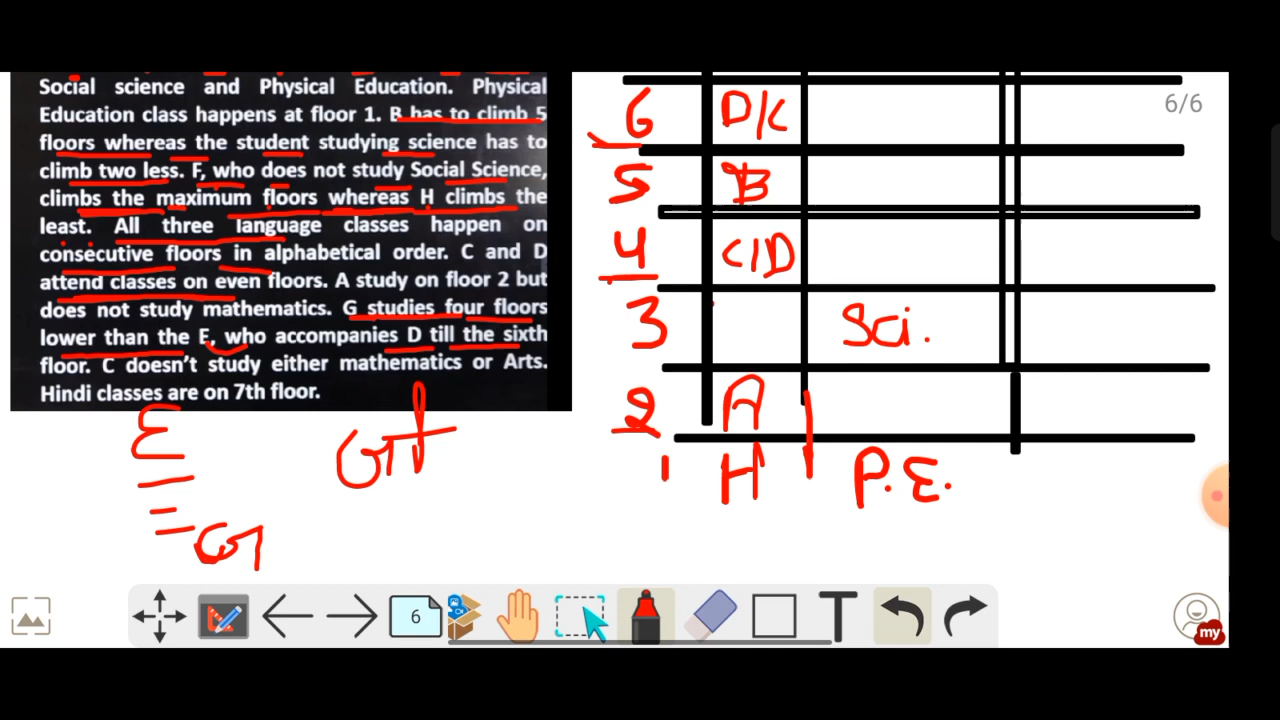 Social science and Physical Education. Physical
Education class happens at floor 1. B has to climb 5
floors whereas the student studying science has to
climb two less. F, who does not study Social Science,
climbs the maximum floors whereas H climbs the
least. All three language classes happen on
consecutive floors in alphabetical order. C and D
attend classes on even floors. A study on floor 2 but
does not study mathematics. G studies four floors
lower than the E, who accompanies D till the sixth
floor. C doesn't study either mathematics or Arts.
Hindi classes are on 7th floor.
E
G
6/6
6 D/C
5 B
4 C/D
3 Sci.
2 A
1 H P.E.
6
T
my